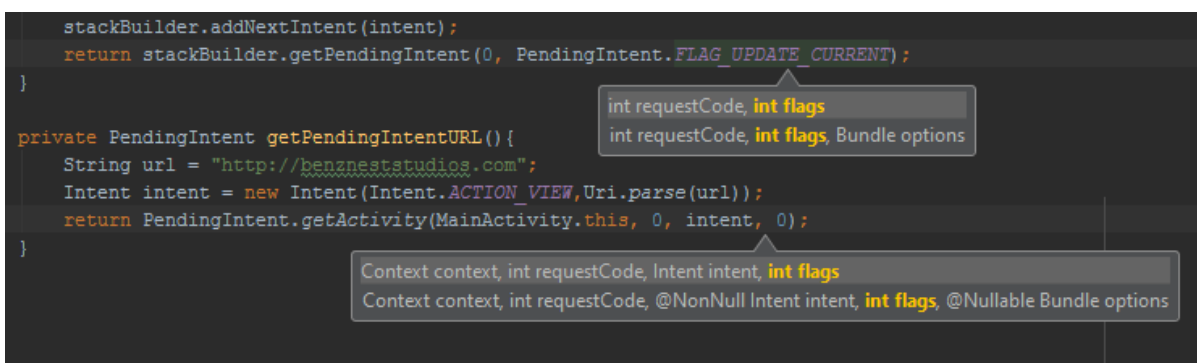 stackBuilder.addNextIntent(intent);
return stackBuilder.getPendingIntent(0, PendingIntent.FLAG_UPDATE_CURRENT);
}
int requestCode, int flags
int requestCode, int flags, Bundle options
private PendingIntent getPendingIntentURL(){
String url = "http://benzneststudios.com";
Intent intent = new Intent(Intent.ACTION_VIEW,Uri.parse(url));
return PendingIntent.getActivity(MainActivity.this, 0, intent, 0);
}
Context context, int requestCode, Intent intent, int flags
Context context, int requestCode, @NonNull Intent intent, int flags, @Nullable Bundle options